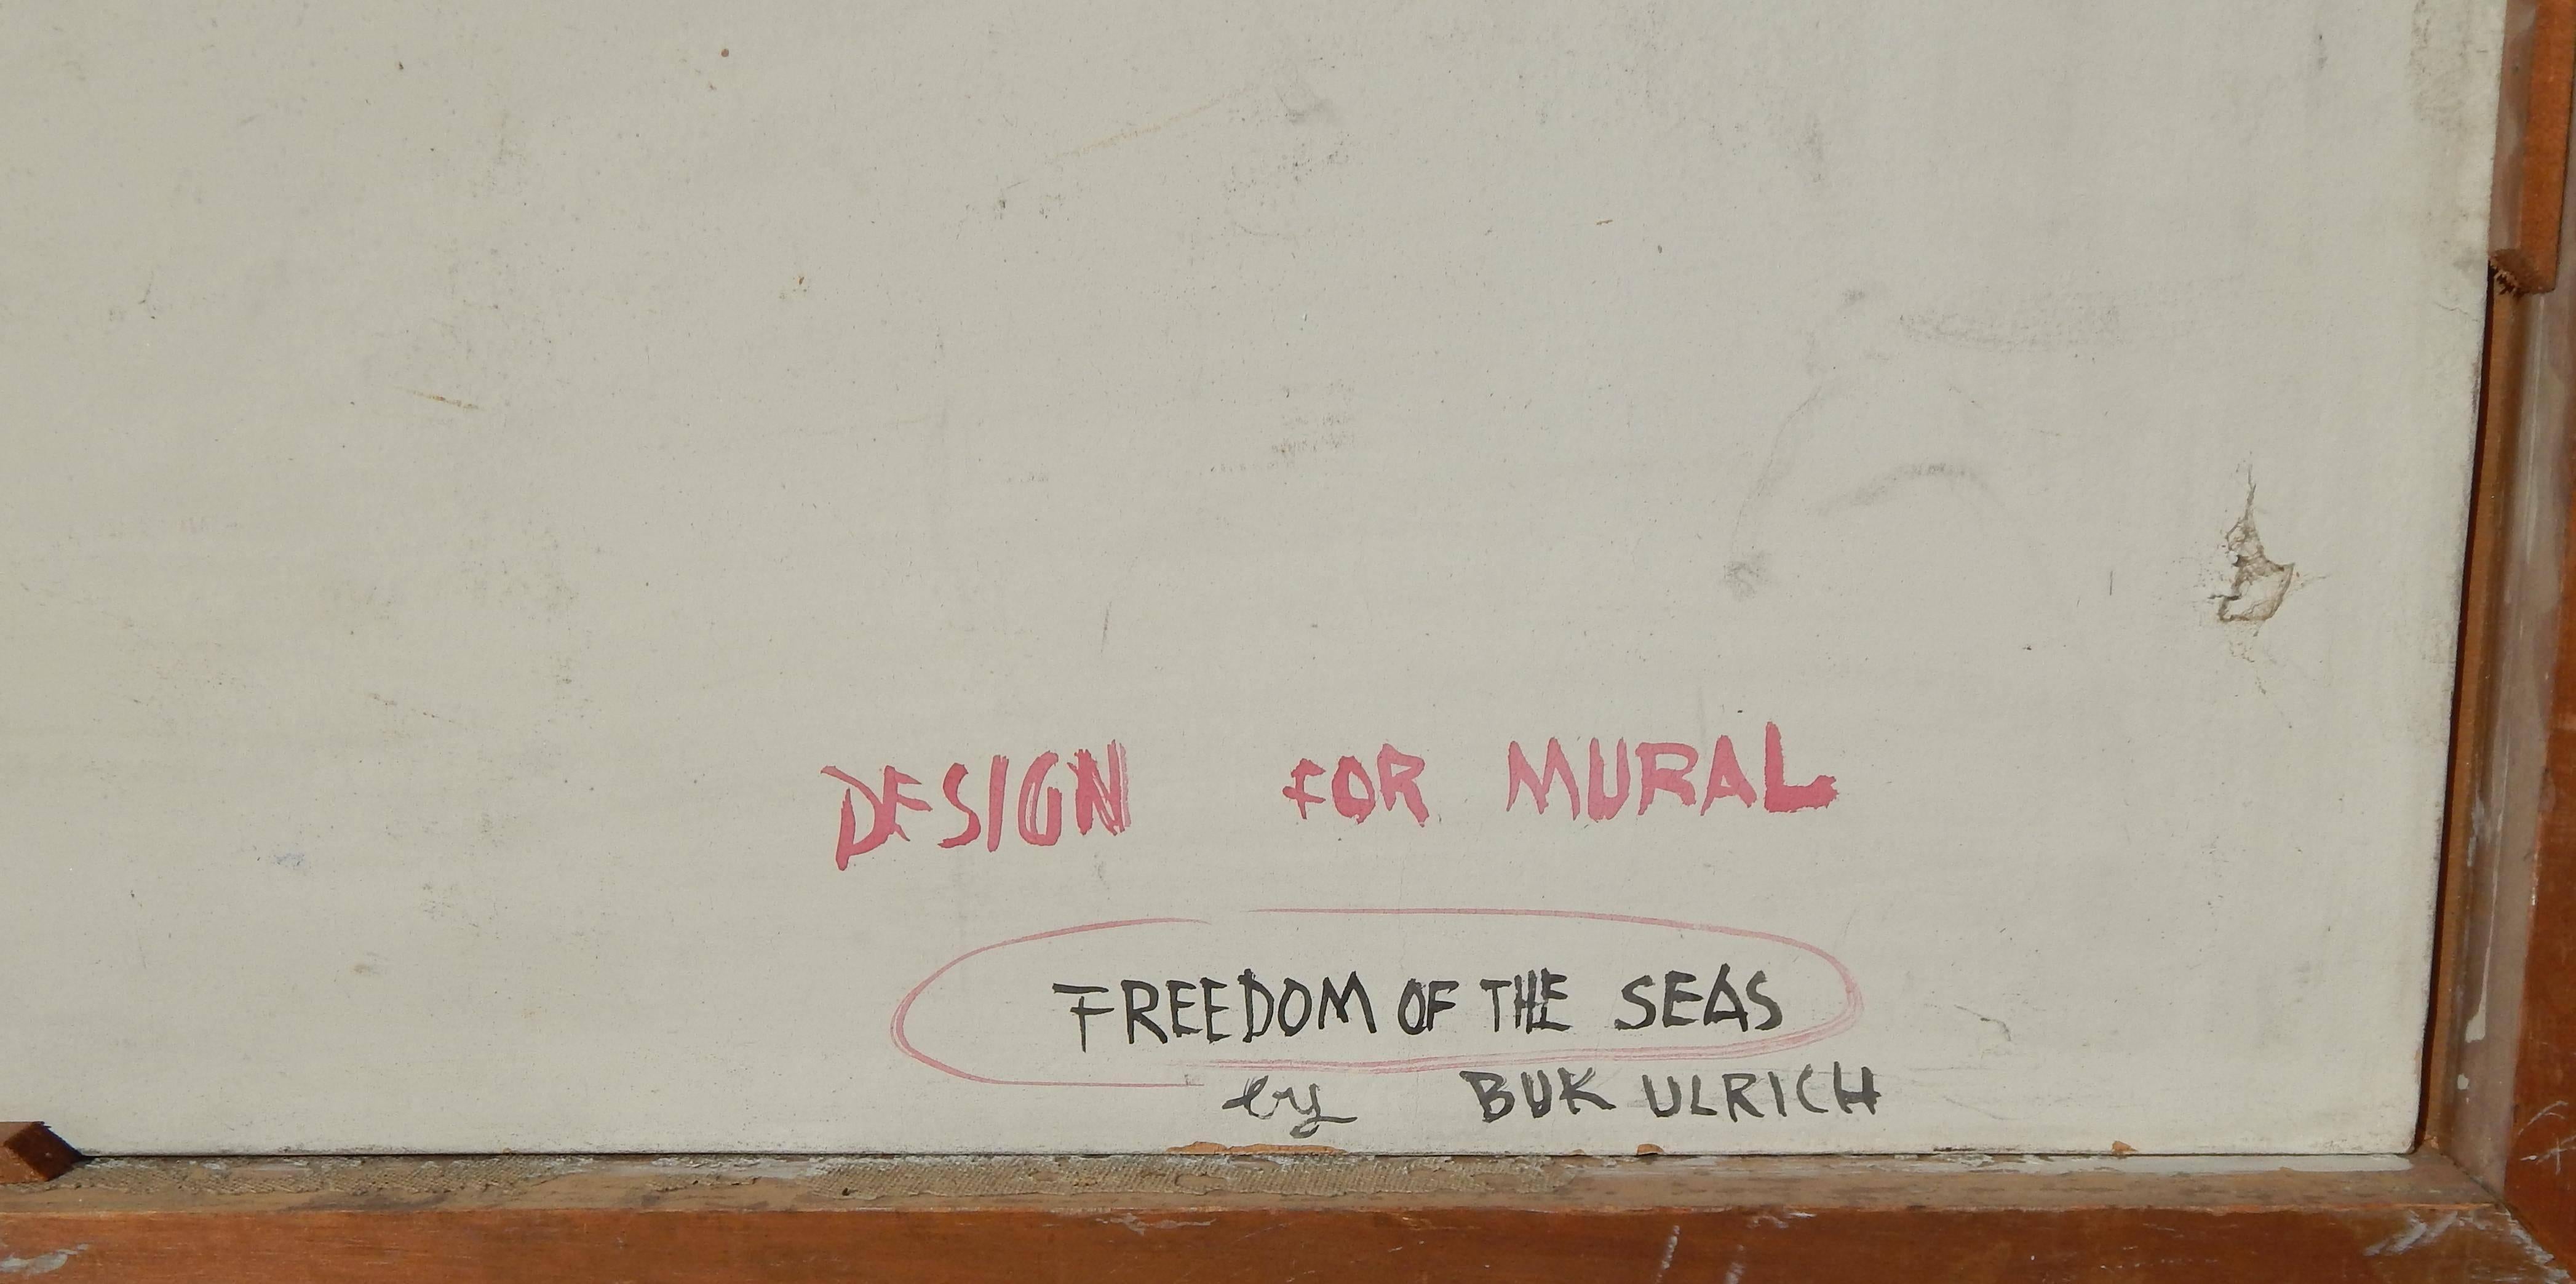 DESIGN FOR MURAL
FREEDOM OF THE SEAS
by BUK ULRICH